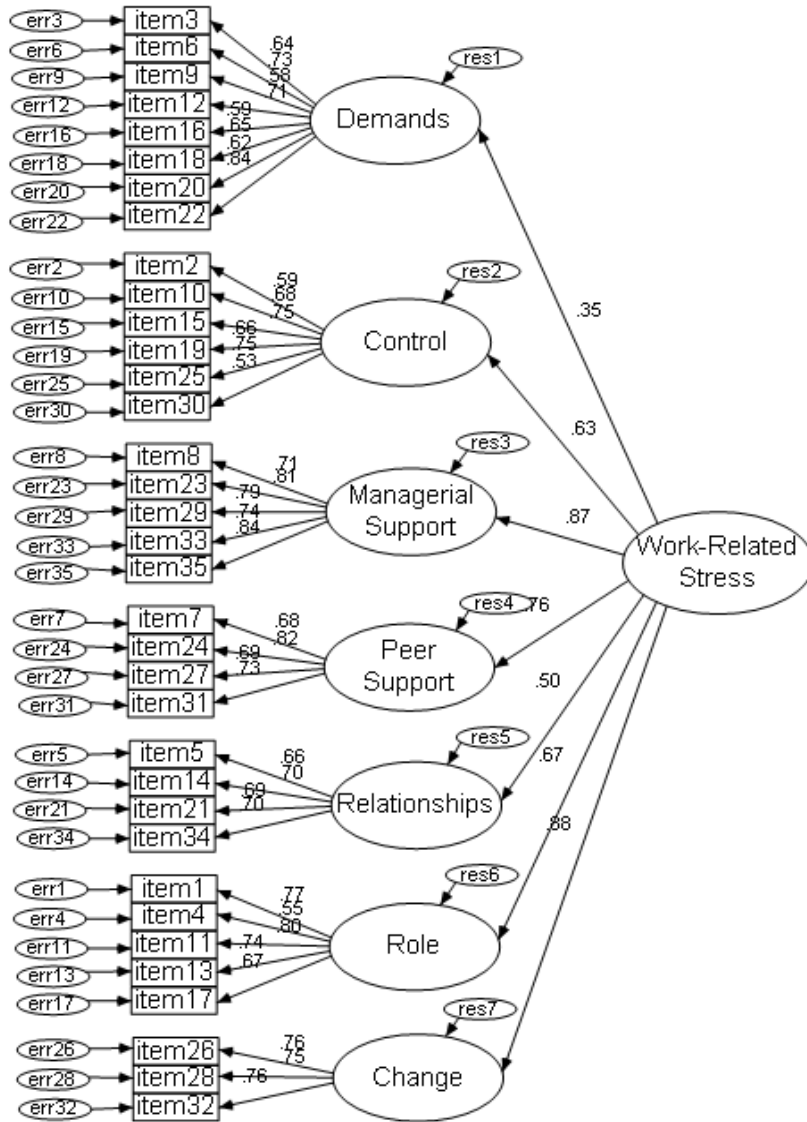 err3 item3
err6 item6
err9 item9
err12 item12
err16 item16
err18 item18
err20 item20
err22 item22
.64
.73
.58
.71
.59
.65
.62
.84
res1
Demands
.35
err2 item2
err10 item10
err15 item15
err19 item19
err25 item25
err30 item30
.59
.68
.75
.66
.75
.53
res2
Control
.63
err8 item8
err23 item23
err29 item29
err33 item33
err35 item35
.71
.81
.79
.74
.84
res3
Managerial
Support
.87
Work-Related
Stress
err7 item7
err24 item24
err27 item27
err31 item31
.68
.82
.69
.73
res4
.76
Peer
Support
.50
err5 item5
err14 item14
err21 item21
err34 item34
.66
.70
.69
.70
res5
Relationships
.67
err1 item1
err4 item4
err11 item11
err13 item13
err17 item17
.77
.55
.80
.74
.67
res6
Role
.88
err26 item26
err28 item28
err32 item32
.76
.75
.76
res7
Change